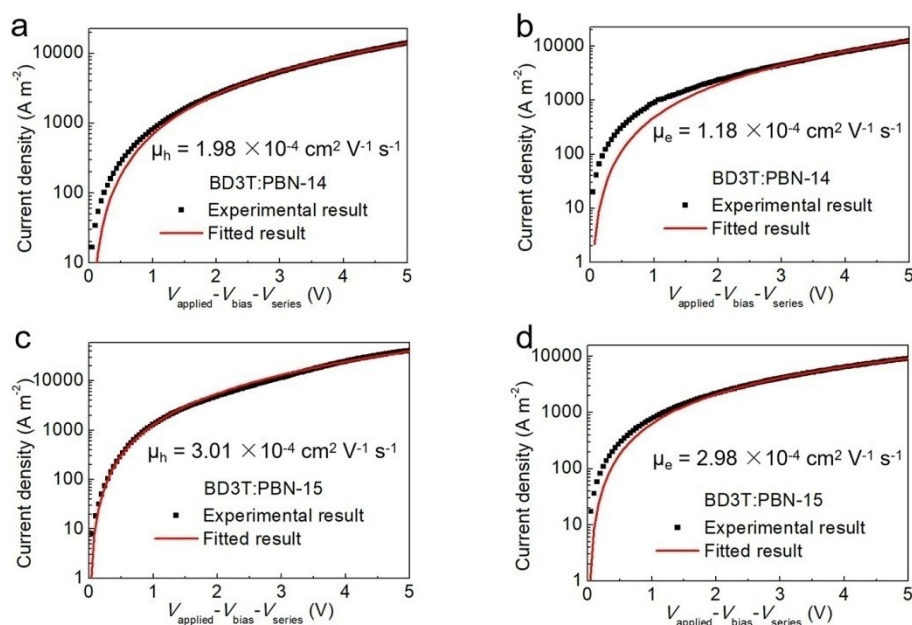 a
Current density (A m⁻²)
10000
1000
100
10
μh = 1.98 ×10⁻⁴ cm² V⁻¹ s⁻¹
BD3T:PBN-14
Experimental result
Fitted result
0 1 2 3 4 5
Vapplied-Vbias-Vseries (V)
b
Current density (A m⁻²)
10000
1000
100
10
1
μe = 1.18 ×10⁻⁴ cm² V⁻¹ s⁻¹
BD3T:PBN-14
Experimental result
Fitted result
0 1 2 3 4 5
Vapplied-Vbias-Vseries (V)
c
Current density (A m⁻²)
10000
1000
100
10
1
μh = 3.01 ×10⁻⁴ cm² V⁻¹ s⁻¹
BD3T:PBN-15
Experimental result
Fitted result
0 1 2 3 4 5
Vapplied-Vbias-Vseries (V)
d
Current density (A m⁻²)
10000
1000
100
10
1
μe = 2.98 ×10⁻⁴ cm² V⁻¹ s⁻¹
BD3T:PBN-15
Experimental result
Fitted result
0 1 2 3 4 5
Vapplied-Vbias-Vseries (V)